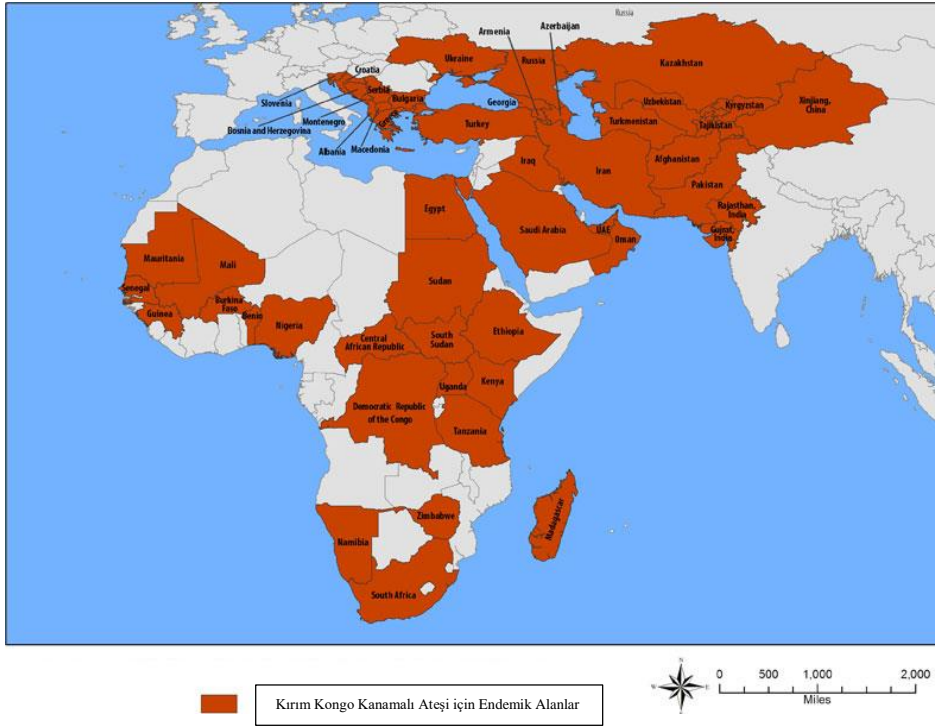 Russia
Armenia
Azerbaijan
Ukraine
Russia
Kazakhstan
Croatia
Slovenia
Serbia
Bulgaria
Georgia
Uzbekistan
Kyrgyzstan
Xinjiang,
China
Bosnia and Herzegovina
Montenegro
Greece
Turkey
Turkmenistan
Tajikistan
Albania
Macedonia
Iraq
Iran
Afghanistan
Pakistan
Rajasthan,
India
Gujrat,
India
Egypt
Saudi Arabia
UAE
Oman
Mauritania
Mali
Sudan
Senegal
Burkina
Faso
Guinea
Benin
Nigeria
Central
African Republic
South
Sudan
Ethiopia
Uganda
Kenya
Democratic Republic
of the Congo
Tanzania
Zimbabwe
Madagascar
Namibia
South Africa
N
W
E
S
0 500 1,000 2,000
Miles
Kırım Kongo Kanamalı Ateşi için Endemik Alanlar